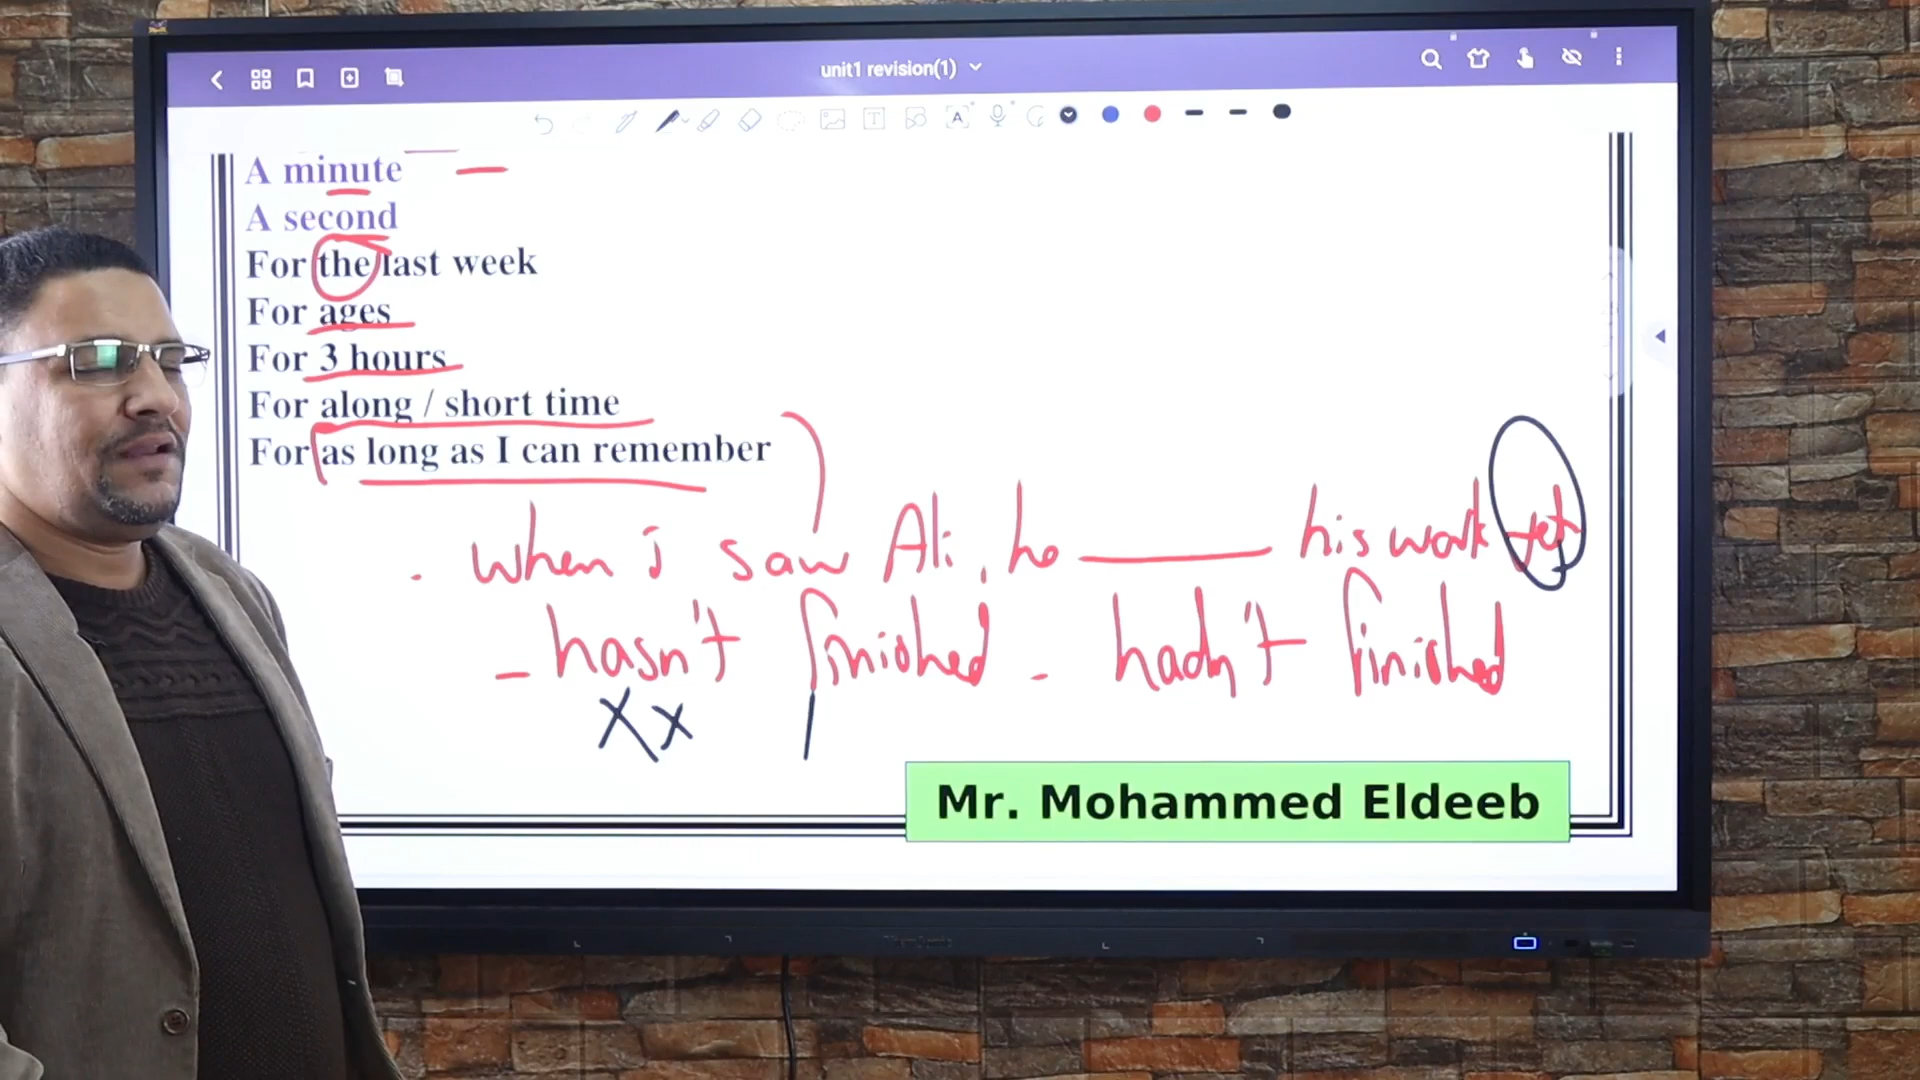 unit1 revision(1)
A minute
A second
For the last week
For ages
For 3 hours
For along / short time
For as long as I can remember
. when i saw Ali, he ______ his work yet
- hasn't finished - hadn't finished
X x
Mr. Mohammed Eldeeb